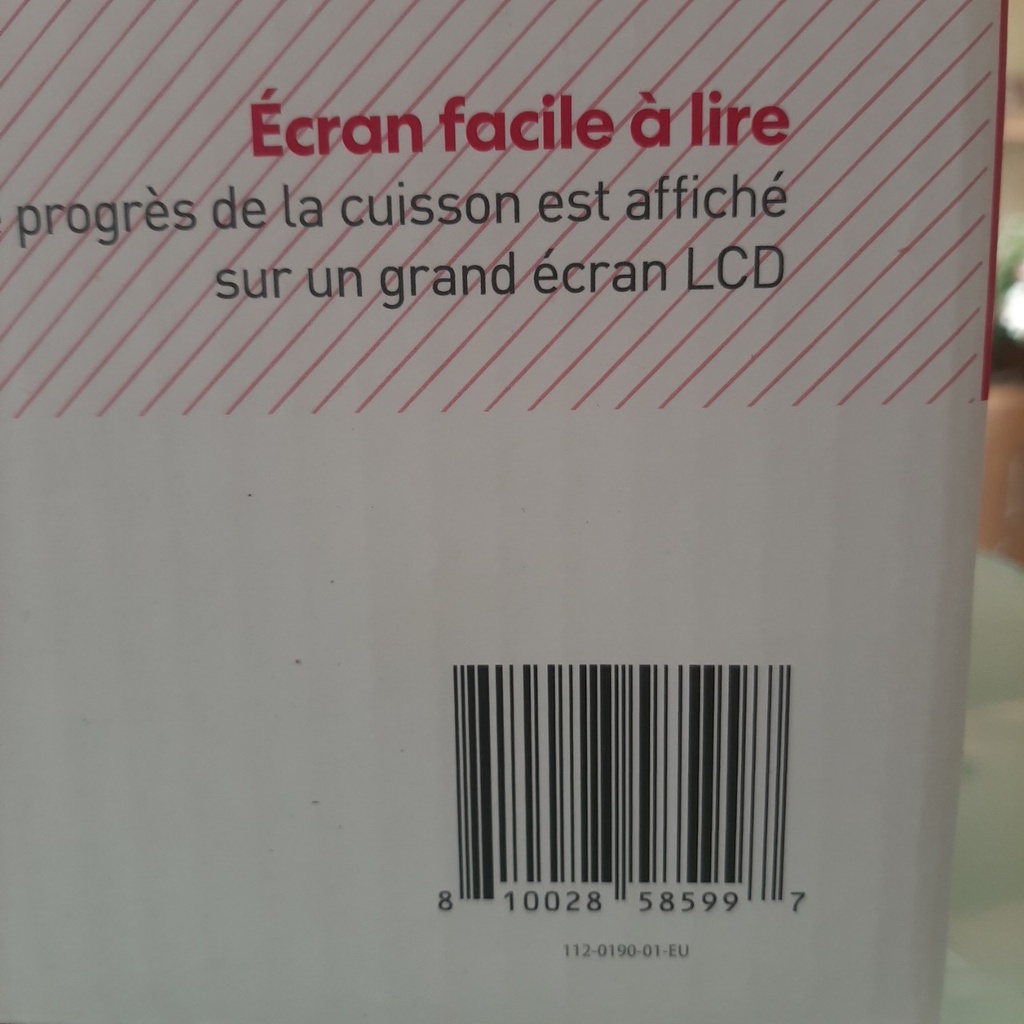 Écran facile à lire
progrès de la cuisson est affiché
sur un grand écran LCD
8 10028 58599 7
112-0190-01-EU